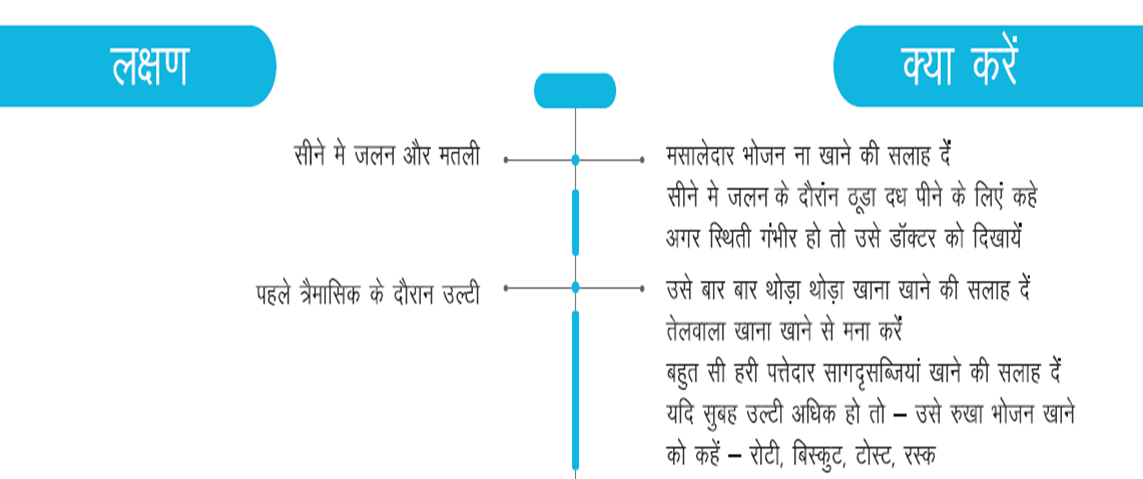 लक्षण
क्या करें
सीने मे जलन और मतली
मसालेदार भोजन ना खाने की सलाह दें
सीने मे जलन के दौरांन ठूडा दध पीने के लिएं कहे
अगर स्थिती गंभीर हो तो उसे डॉक्टर को दिखायें
पहले त्रैमासिक के दौरान उल्टी
उसे बार बार थोड़ा थोड़ा खाना खाने की सलाह दें
तेलवाला खाना खाने से मना करें
बहुत सी हरी पत्तेदार सागदृसब्जियां खाने की सलाह दें
यदि सुबह उल्टी अधिक हो तो – उसे रुखा भोजन खाने
को कहें – रोटी, बिस्कुट, टोस्ट, रस्क